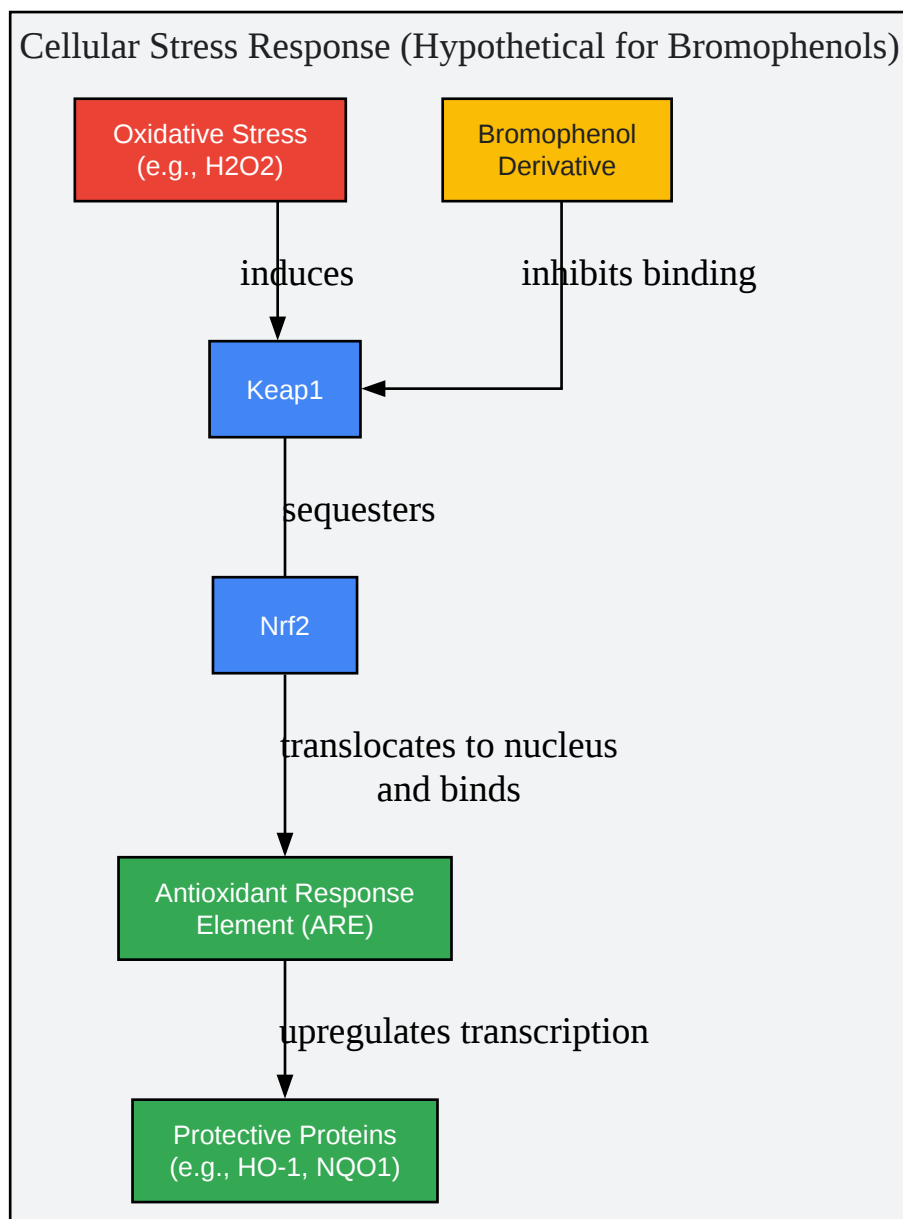 Cellular Stress Response (Hypothetical for Bromophenols)
Oxidative Stress
(e.g., H2O2)
Bromophenol
Derivative
induces
inhibits binding
Keap1
sequesters
Nrf2
translocates to nucleus
and binds
Antioxidant Response
Element (ARE)
upregulates transcription
Protective Proteins
(e.g., HO-1, NQO1)